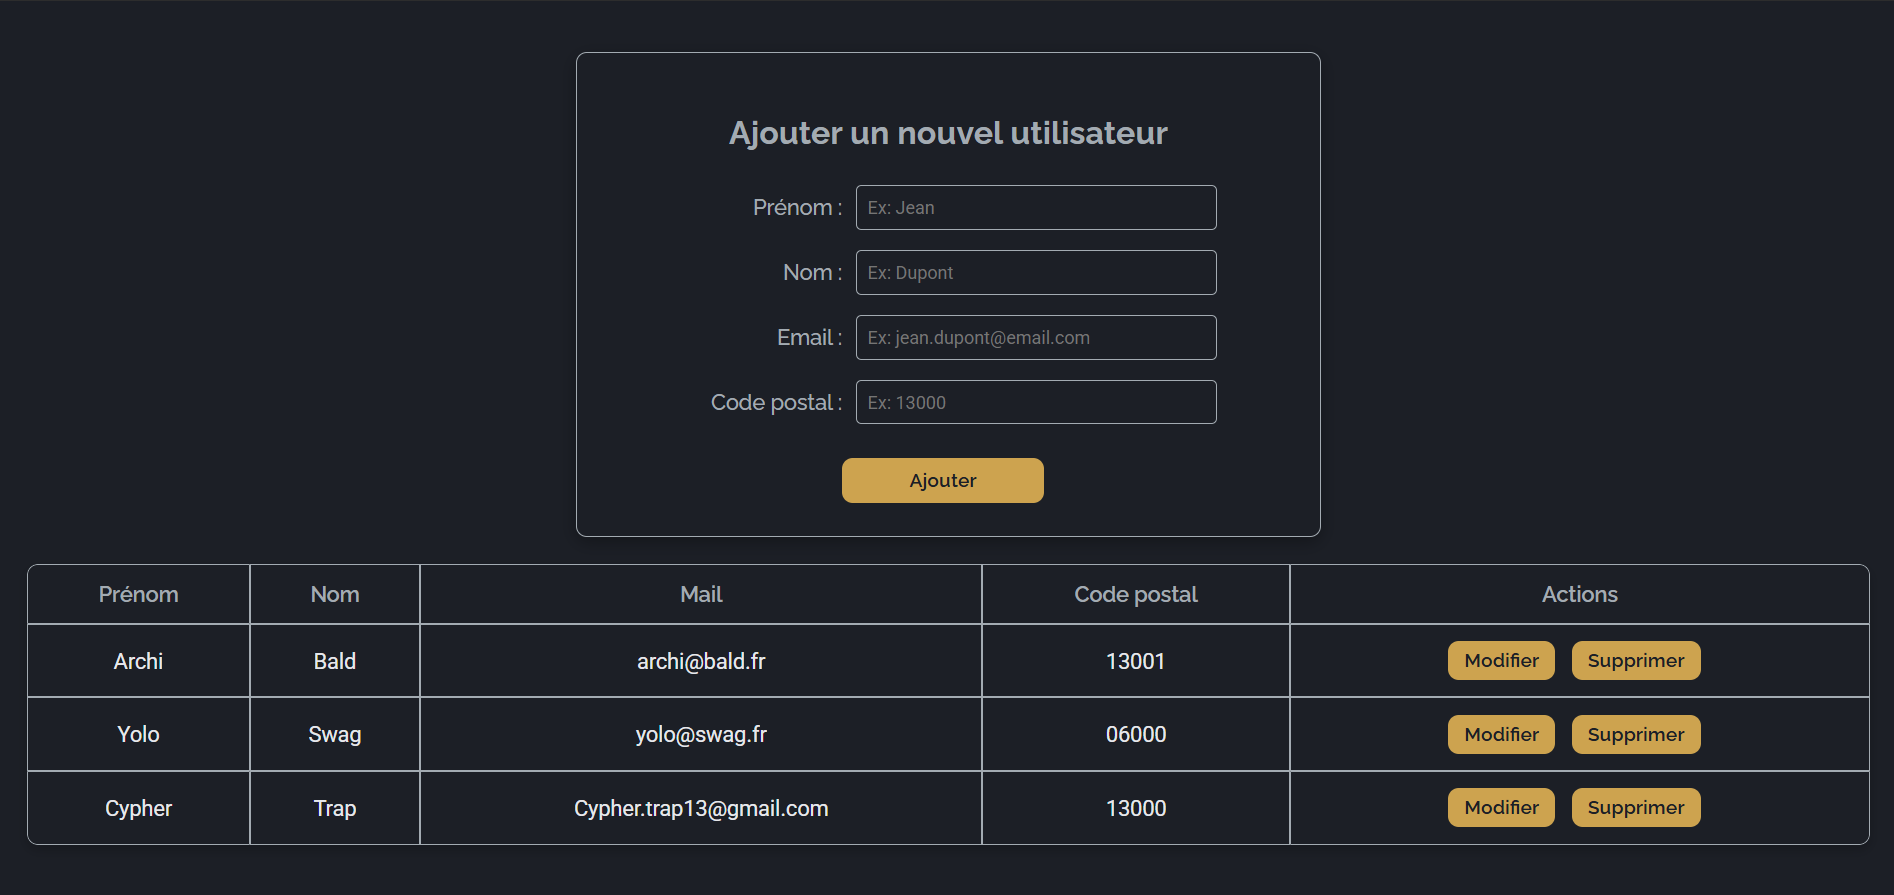 Ajouter un nouvel utilisateur
Prénom : Ex: Jean
Nom : Ex: Dupont
Email : Ex: jean.dupont@email.com
Code postal : Ex: 13000
Ajouter
Prénom Nom Mail Code postal Actions
Archi Bald archi@bald.fr 13001 Modifier Supprimer
Yolo Swag yolo@swag.fr 06000 Modifier Supprimer
Cypher Trap Cypher.trap13@gmail.com 13000 Modifier Supprimer